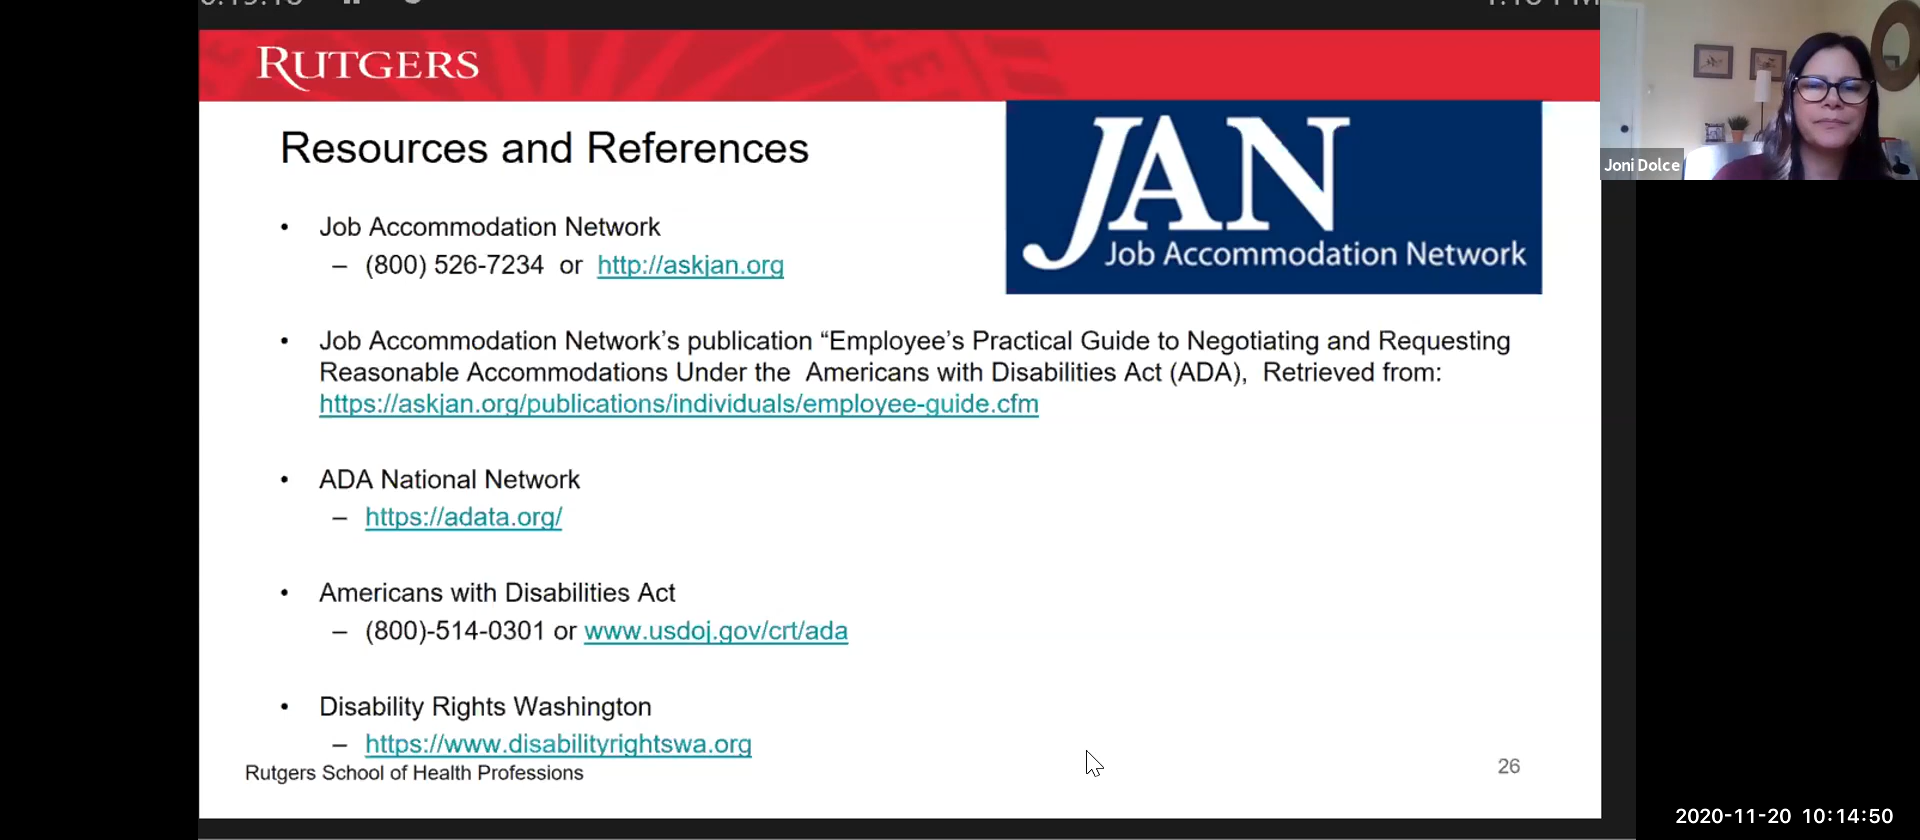 RUTGERS
Resources and References
JAN
Job Accommodation Network
• Job Accommodation Network
– (800) 526-7234 or http://askjan.org
• Job Accommodation Network’s publication “Employee’s Practical Guide to Negotiating and Requesting
Reasonable Accommodations Under the Americans with Disabilities Act (ADA), Retrieved from:
https://askjan.org/publications/individuals/employee-guide.cfm
• ADA National Network
– https://adata.org/
• Americans with Disabilities Act
– (800)-514-0301 or www.usdoj.gov/crt/ada
• Disability Rights Washington
– https://www.disabilityrightswa.org
Rutgers School of Health Professions
26
Joni Dolce
2020-11-20 10:14:50